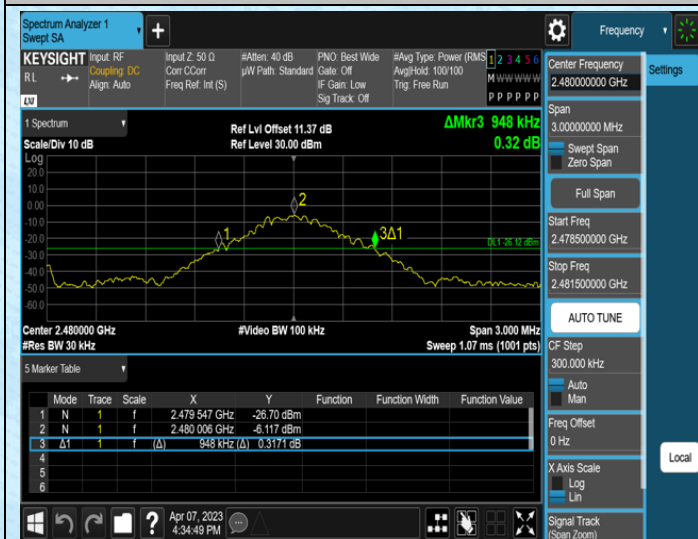 Spectrum Analyzer 1
Swept SA
Frequency
KEYSIGHT
Input: RF
Input Z: 50 Ω
#Atten: 40 dB
PNO: Best Wide
#Avg Type: Power (RMS
1 2 3 4 5 6
RL
Coupling: DC
Corr CCorr
µW Path: Standard
Gate: Off
Avg|Hold: 100/100
M W W W W W
Align: Auto
Freq Ref: Int (S)
IF Gain: Low
Trig: Free Run
Sig Track: Off
P P P P P P
LXI
1 Spectrum
Ref Lvl Offset 11.37 dB
ΔMkr3 948 kHz
Scale/Div 10 dB
Ref Level 30.00 dBm
0.32 dB
Log
20.0
10.0
0.00
-10.0
-20.0
-30.0
-40.0
-50.0
-60.0
1
2
3Δ1
DL1 -26.12 dBm
Center 2.480000 GHz
#Video BW 100 kHz
Span 3.000 MHz
#Res BW 30 kHz
Sweep 1.07 ms (1001 pts)
5 Marker Table
Mode Trace Scale X Y Function Function Width Function Value
1 N 1 f 2.479 547 GHz -26.70 dBm
2 N 1 f 2.480 006 GHz -6.117 dBm
3 Δ1 1 f (Δ) 948 kHz (Δ) 0.3171 dB
4
5
6
Apr 07, 2023
4:34:49 PM
Center Frequency
2.480000000 GHz
Settings
Span
3.00000000 MHz
Swept Span
Zero Span
Full Span
Start Freq
2.478500000 GHz
Stop Freq
2.481500000 GHz
AUTO TUNE
CF Step
300.000 kHz
Auto
Man
Freq Offset
0 Hz
X Axis Scale
Log
Lin
Signal Track
(Span Zoom)
Local